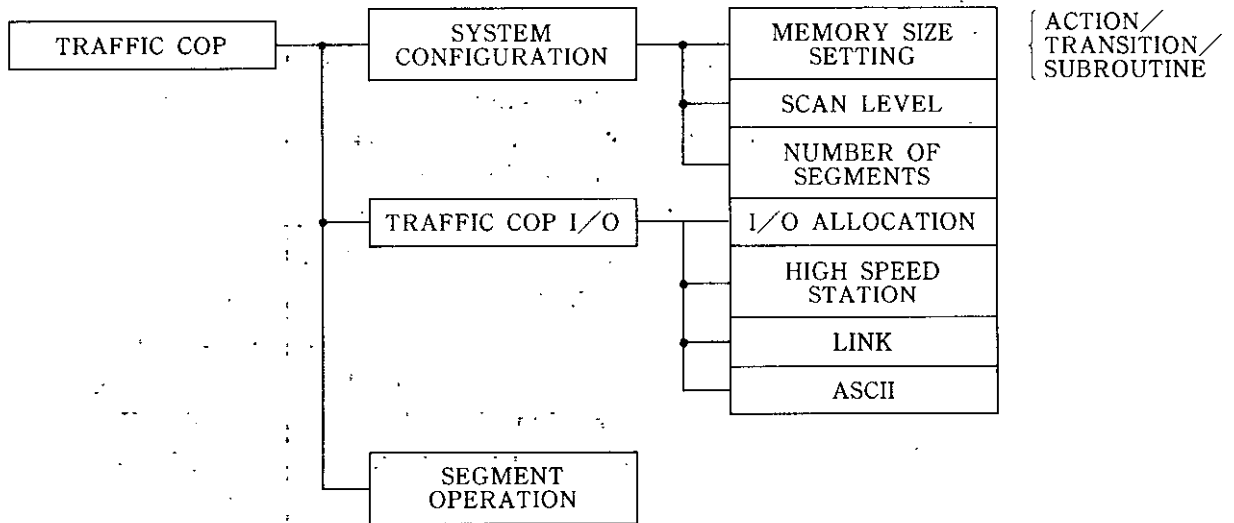 TRAFFIC COP
SYSTEM
CONFIGURATION
MEMORY SIZE
SETTING
ACTION/
TRANSITION/
SUBROUTINE
SCAN LEVEL
NUMBER OF
SEGMENTS
TRAFFIC COP I/O
I/O ALLOCATION
HIGH SPEED
STATION
LINK
ASCII
SEGMENT
OPERATION